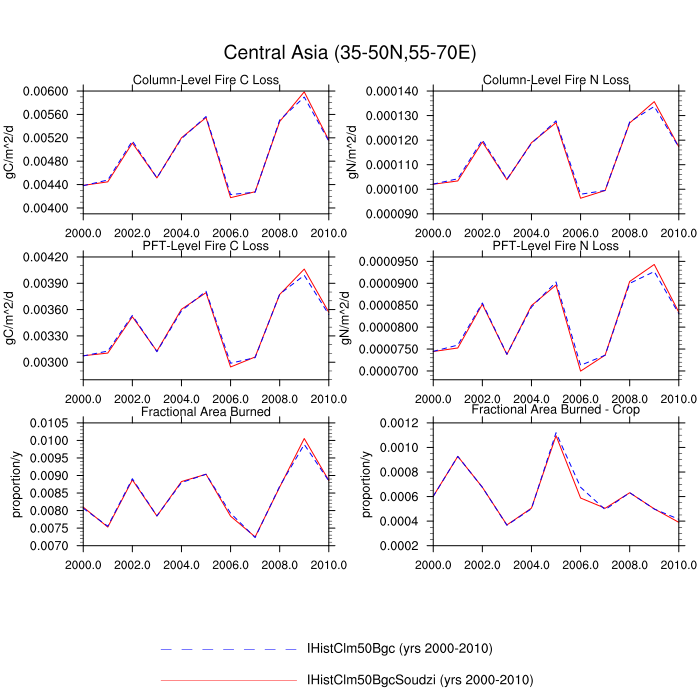 Central Asia (35-50N,55-70E)
Column-Level Fire C Loss
gC/m^2/d
0.00600
0.00560
0.00520
0.00480
0.00440
0.00400
2000.0 2002.0 2004.0 2006.0 2008.0 2010.0
Column-Level Fire N Loss
gN/m^2/d
0.000140
0.000130
0.000120
0.000110
0.000100
0.000090
2000.0 2002.0 2004.0 2006.0 2008.0 2010.0
PFT-Level Fire C Loss
gC/m^2/d
0.00420
0.00390
0.00360
0.00330
0.00300
2000.0 2002.0 2004.0 2006.0 2008.0 2010.0
PFT-Level Fire N Loss
gN/m^2/d
0.0000950
0.0000900
0.0000850
0.0000800
0.0000750
0.0000700
2000.0 2002.0 2004.0 2006.0 2008.0 2010.0
Fractional Area Burned
proportion/y
0.0105
0.0100
0.0095
0.0090
0.0085
0.0080
0.0075
0.0070
2000.0 2002.0 2004.0 2006.0 2008.0 2010.0
Fractional Area Burned - Crop
proportion/y
0.0012
0.0010
0.0008
0.0006
0.0004
0.0002
2000.0 2002.0 2004.0 2006.0 2008.0 2010.0
IHistClm50Bgc (yrs 2000-2010)
IHistClm50BgcSoudzi (yrs 2000-2010)